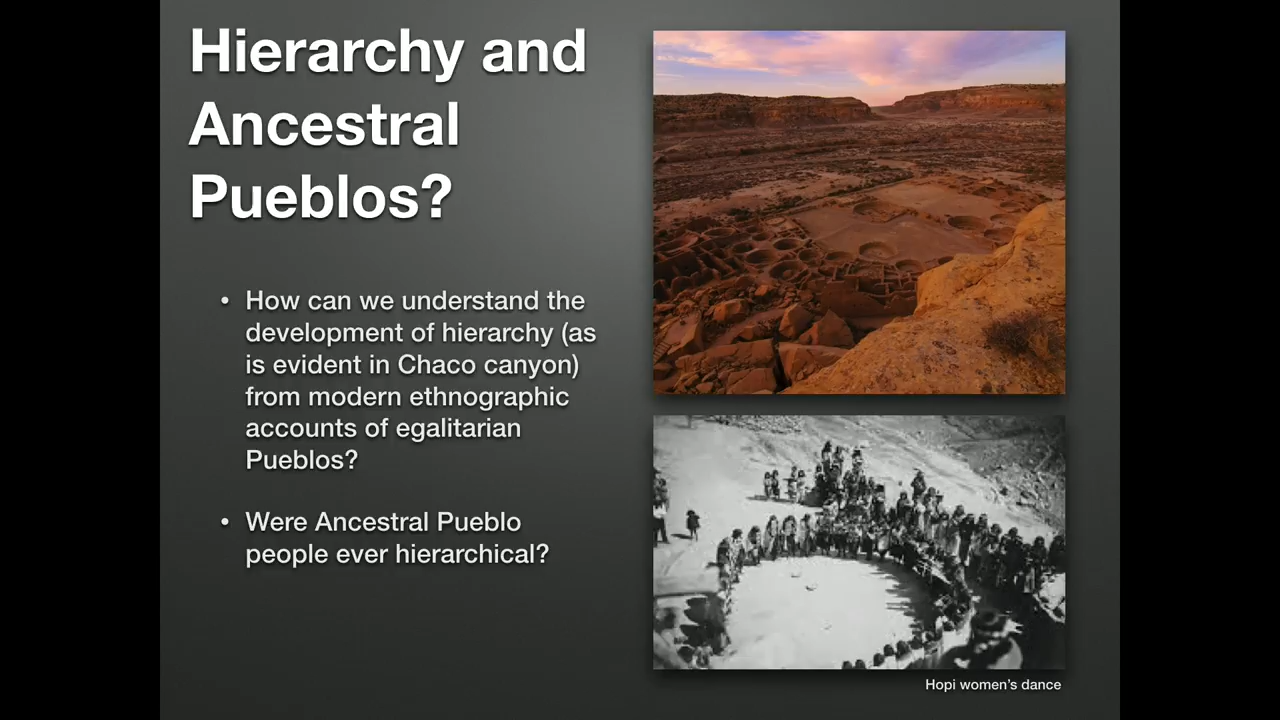 Hierarchy and
Ancestral
Pueblos?
• How can we understand the
development of hierarchy (as
is evident in Chaco canyon)
from modern ethnographic
accounts of egalitarian
Pueblos?
• Were Ancestral Pueblo
people ever hierarchical?
Hopi women's dance